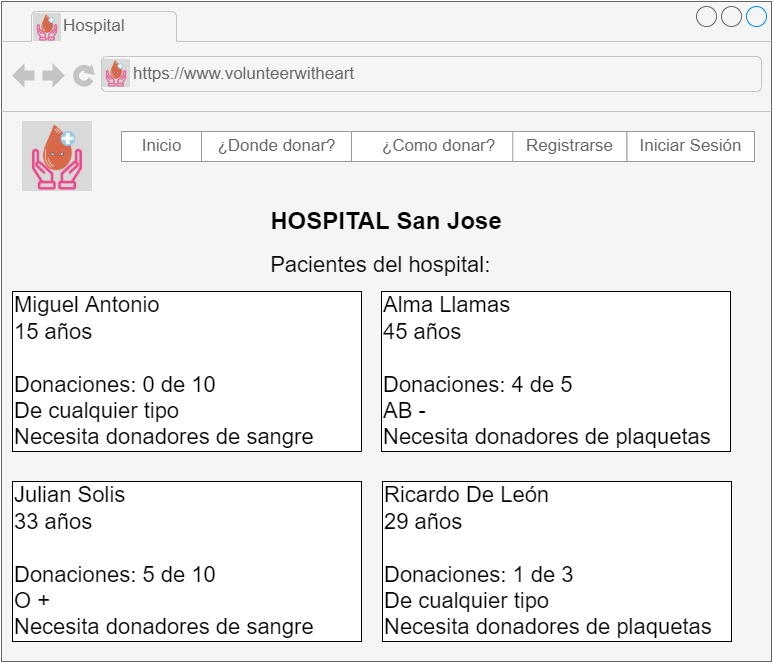 Hospital
https://www.volunteerwitheart
Inicio
¿Donde donar?
¿Como donar?
Registrarse
Iniciar Sesión
HOSPITAL San Jose
Pacientes del hospital:
Miguel Antonio
15 años
Donaciones: 0 de 10
De cualquier tipo
Necesita donadores de sangre
Alma Llamas
45 años
Donaciones: 4 de 5
AB -
Necesita donadores de plaquetas
Julian Solis
33 años
Donaciones: 5 de 10
O +
Necesita donadores de sangre
Ricardo De León
29 años
Donaciones: 1 de 3
De cualquier tipo
Necesita donadores de plaquetas